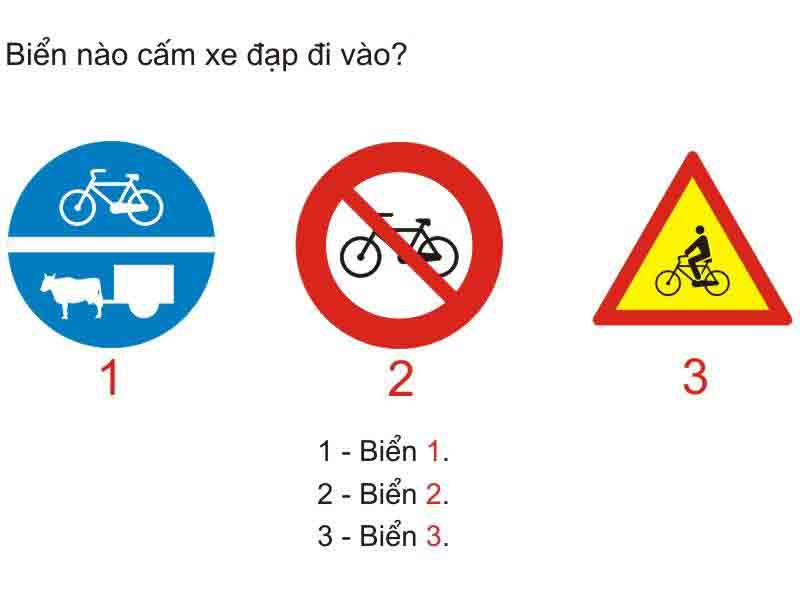 Biển nào cấm xe đạp đi vào?
1 2 3
1 - Biển 1.
2 - Biển 2.
3 - Biển 3.